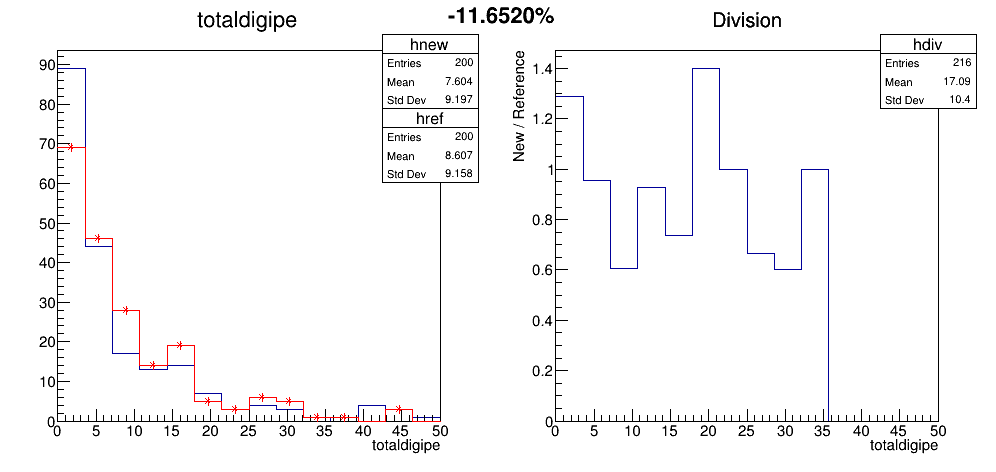 -11.6520%
totaldigipe
hnew
Entries 200
Mean 7.604
Std Dev 9.197
href
Entries 200
Mean 8.607
Std Dev 9.158
90
80
70
60
50
40
30
20
10
0
0 5 10 15 20 25 30 35 40 45 50
totaldigipe
Division
hdiv
Entries 216
Mean 17.09
Std Dev 10.4
New / Reference
1.4
1.2
1
0.8
0.6
0.4
0.2
0
0 5 10 15 20 25 30 35 40 45 50
totaldigipe